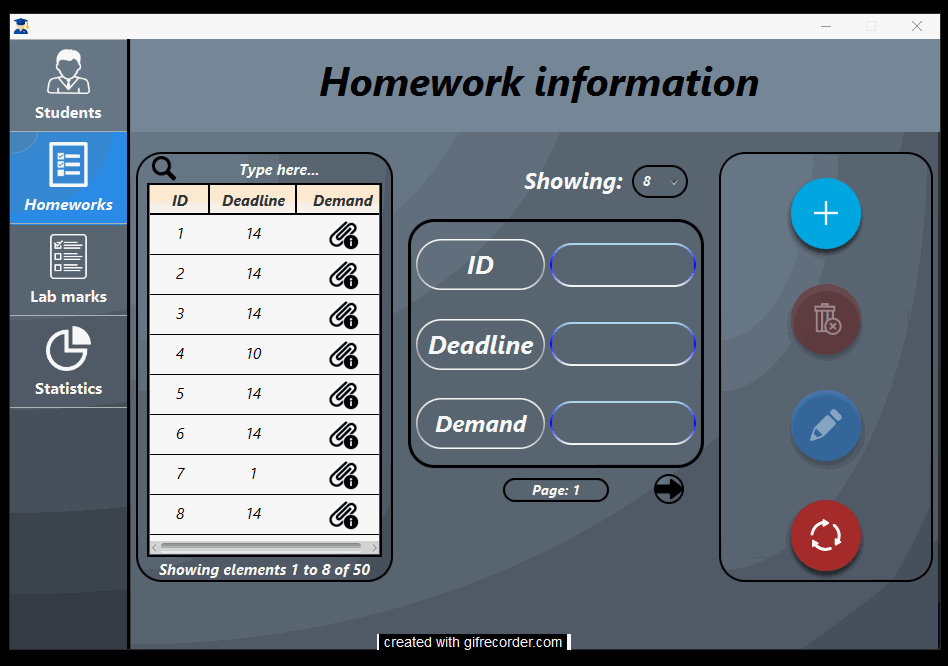 Homework information
Students
Homeworks
Lab marks
Statistics
Type here...
ID Deadline Demand
1 14
2 14
3 14
4 10
5 14
6 14
7 1
8 14
Showing elements 1 to 8 of 50
Showing: 8
ID
Deadline
Demand
Page: 1
created with gifrecorder.com